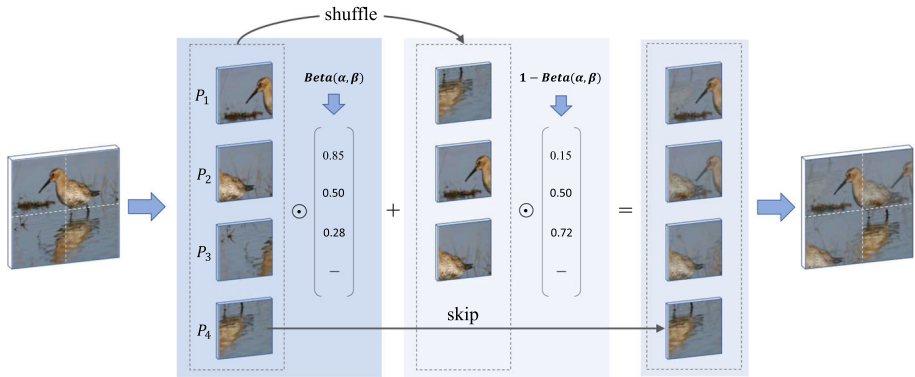 shuffle
Beta(α,β)
1 − Beta(α,β)
P1
P2
P3
P4
0.85
0.50
0.28
–
⊙
+
0.15
0.50
0.72
–
⊙
=
skip